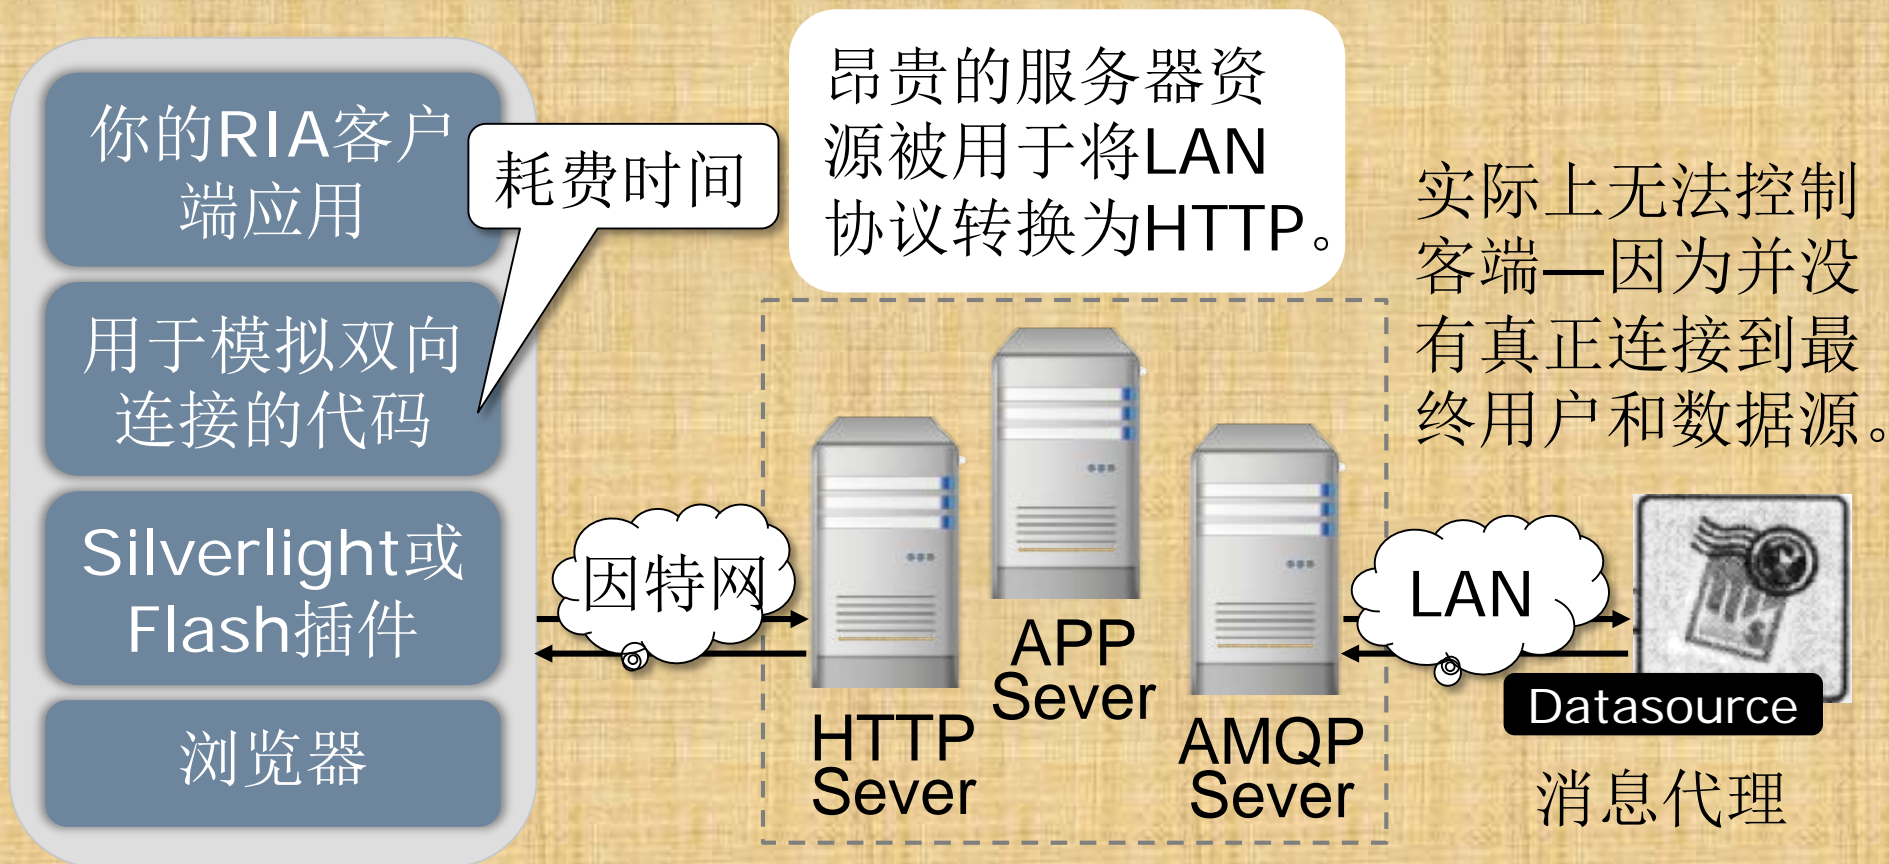 你的RIA客户
端应用
用于模拟双向
连接的代码
Silverlight或
Flash插件
浏览器
耗费时间
昂贵的服务器资
源被用于将LAN
协议转换为HTTP。
实际上无法控制
客端—因为并没
有真正连接到最
终用户和数据源。
因特网
HTTP
Sever
APP
Sever
AMQP
Sever
LAN
Datasource
消息代理